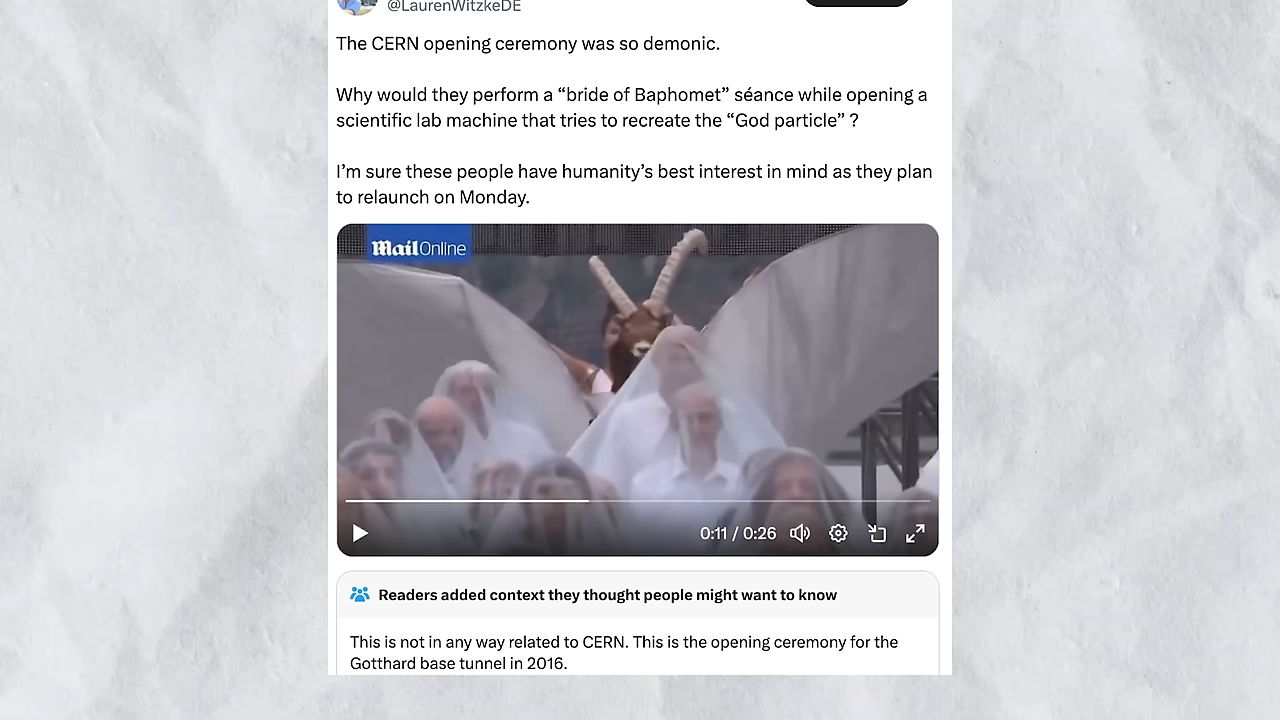 @LaurenWitzkeDE
The CERN opening ceremony was so demonic.
Why would they perform a “bride of Baphomet” séance while opening a
scientific lab machine that tries to recreate the “God particle” ?
I’m sure these people have humanity’s best interest in mind as they plan
to relaunch on Monday.
Mail Online
0:11 / 0:26
Readers added context they thought people might want to know
This is not in any way related to CERN. This is the opening ceremony for the
Gotthard base tunnel in 2016.